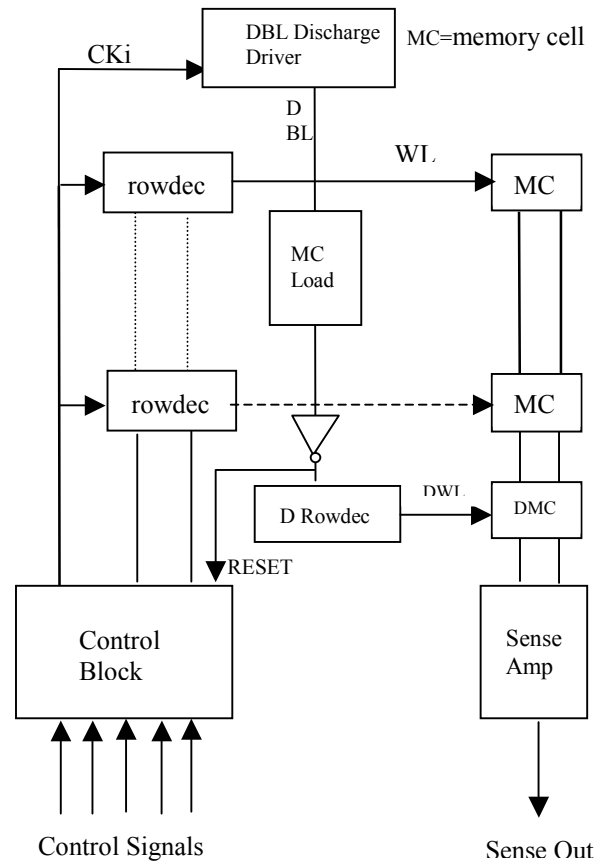 DBL Discharge
Driver
MC=memory cell
CKi
D
BL
WL
rowdec
MC
MC
Load
rowdec
MC
D Rowdec
DWL
DMC
RESET
Control
Block
Sense
Amp
Control Signals
Sense Out